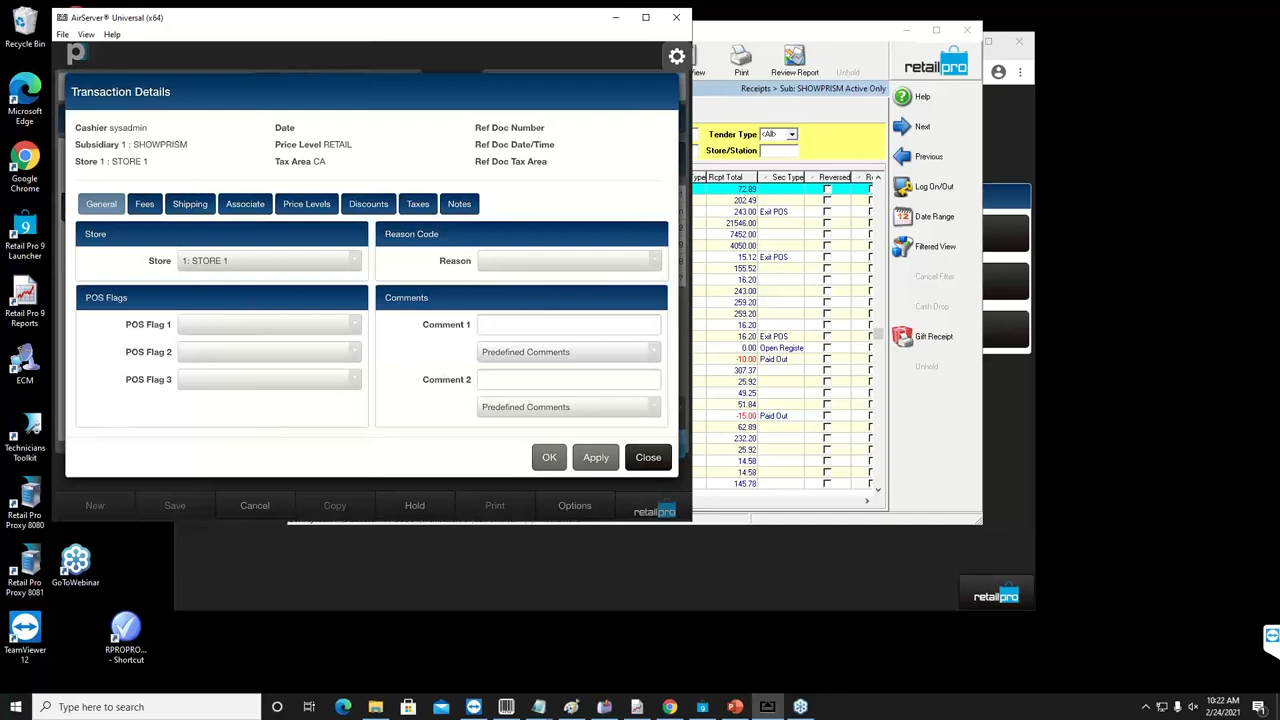 Recycle Bin
Microsoft Edge
Google Chrome
Retail Pro 9 Launcher
Retail Pro 9 Reports
ECM
Technicians Toolkit
Retail Pro Proxy 8080
Retail Pro Proxy 8081
GoToWebinar
TeamViewer 12
RPROPRO... - Shortcut
AirServer® Universal (x64)
File View Help
Transaction Details
Cashier sysadmin
Date
Ref Doc Number
Subsidiary 1 : SHOWPRISM
Price Level RETAIL
Ref Doc Date/Time
Store 1 : STORE 1
Tax Area CA
Ref Doc Tax Area
General Fees Shipping Associate Price Levels Discounts Taxes Notes
Store
Reason Code
Store 1: STORE 1
Reason
POS Flags
Comments
POS Flag 1
Comment 1
POS Flag 2
Predefined Comments
POS Flag 3
Comment 2
Predefined Comments
OK Apply Close
New Save Cancel Copy Hold Print Options
retailpro
Print Review Report Unhold
Receipts > Sub: SHOWPRISM Active Only
Tender Type <All>
Store/Station
Rcpt Total Sec Type Reversed
72.89
202.49
243.00 Exit POS
21546.00
7452.00
4050.00
15.12 Exit POS
155.52
16.20
243.00
259.20
259.20
16.20
16.20 Exit POS
0.00 Open Registe
-10.00 Paid Out
307.37
25.92
49.25
51.84
-15.00 Paid Out
62.89
232.20
25.92
14.58
14.58
145.78
retailpro
Help
Next
Previous
Log On/Out
Date Range
Filtered View
Cancel Filter
Cash Drop
Gift Receipt
Unhold
retailpro
Type here to search
10:22 AM
2/24/2021